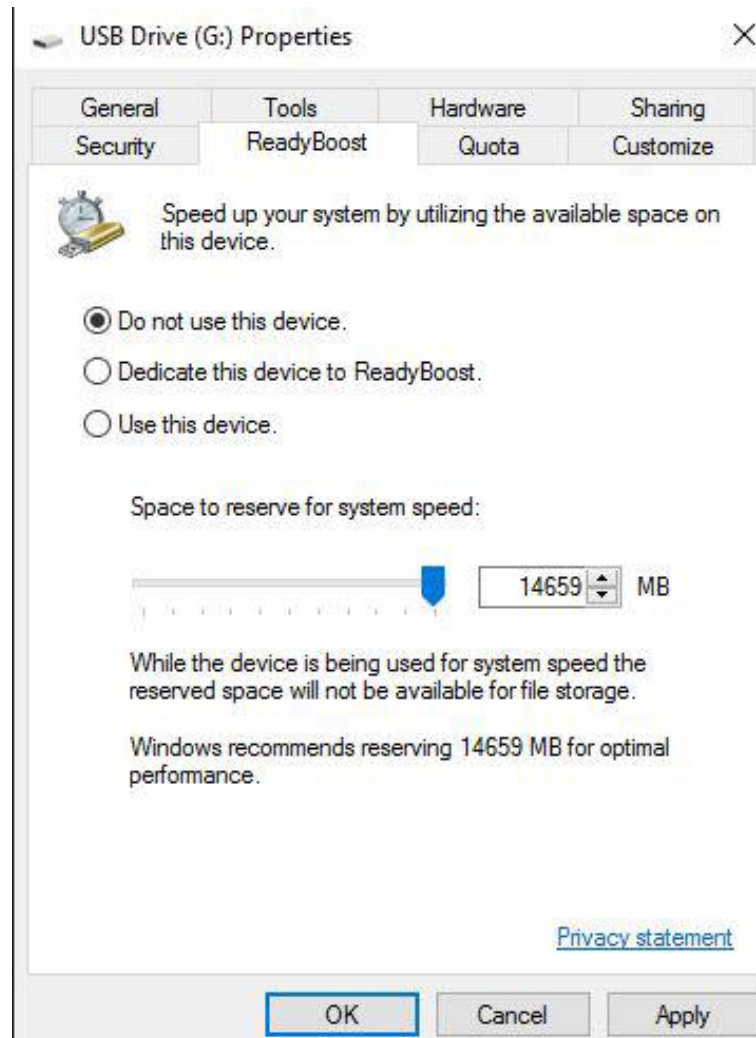 USB Drive (G:) Properties
General Tools Hardware Sharing
Security ReadyBoost Quota Customize
Speed up your system by utilizing the available space on
this device.
Do not use this device.
Dedicate this device to ReadyBoost.
Use this device.
Space to reserve for system speed:
14659 MB
While the device is being used for system speed the
reserved space will not be available for file storage.
Windows recommends reserving 14659 MB for optimal
performance.
Privacy statement
OK Cancel Apply